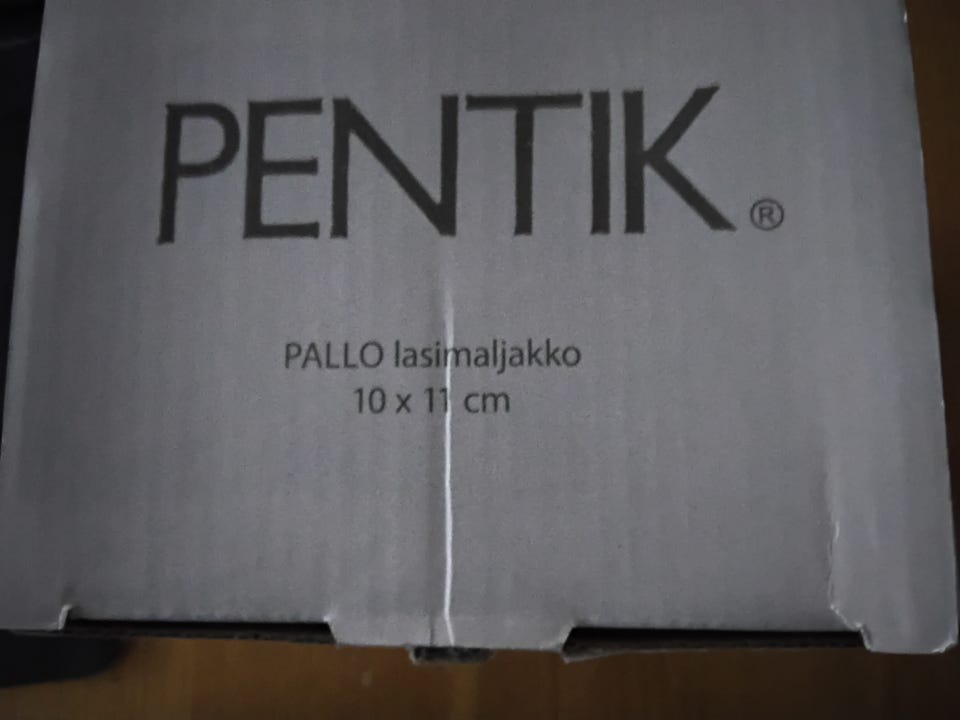 PENTIK®
PALLO lasimaljakko
10 x 11 cm